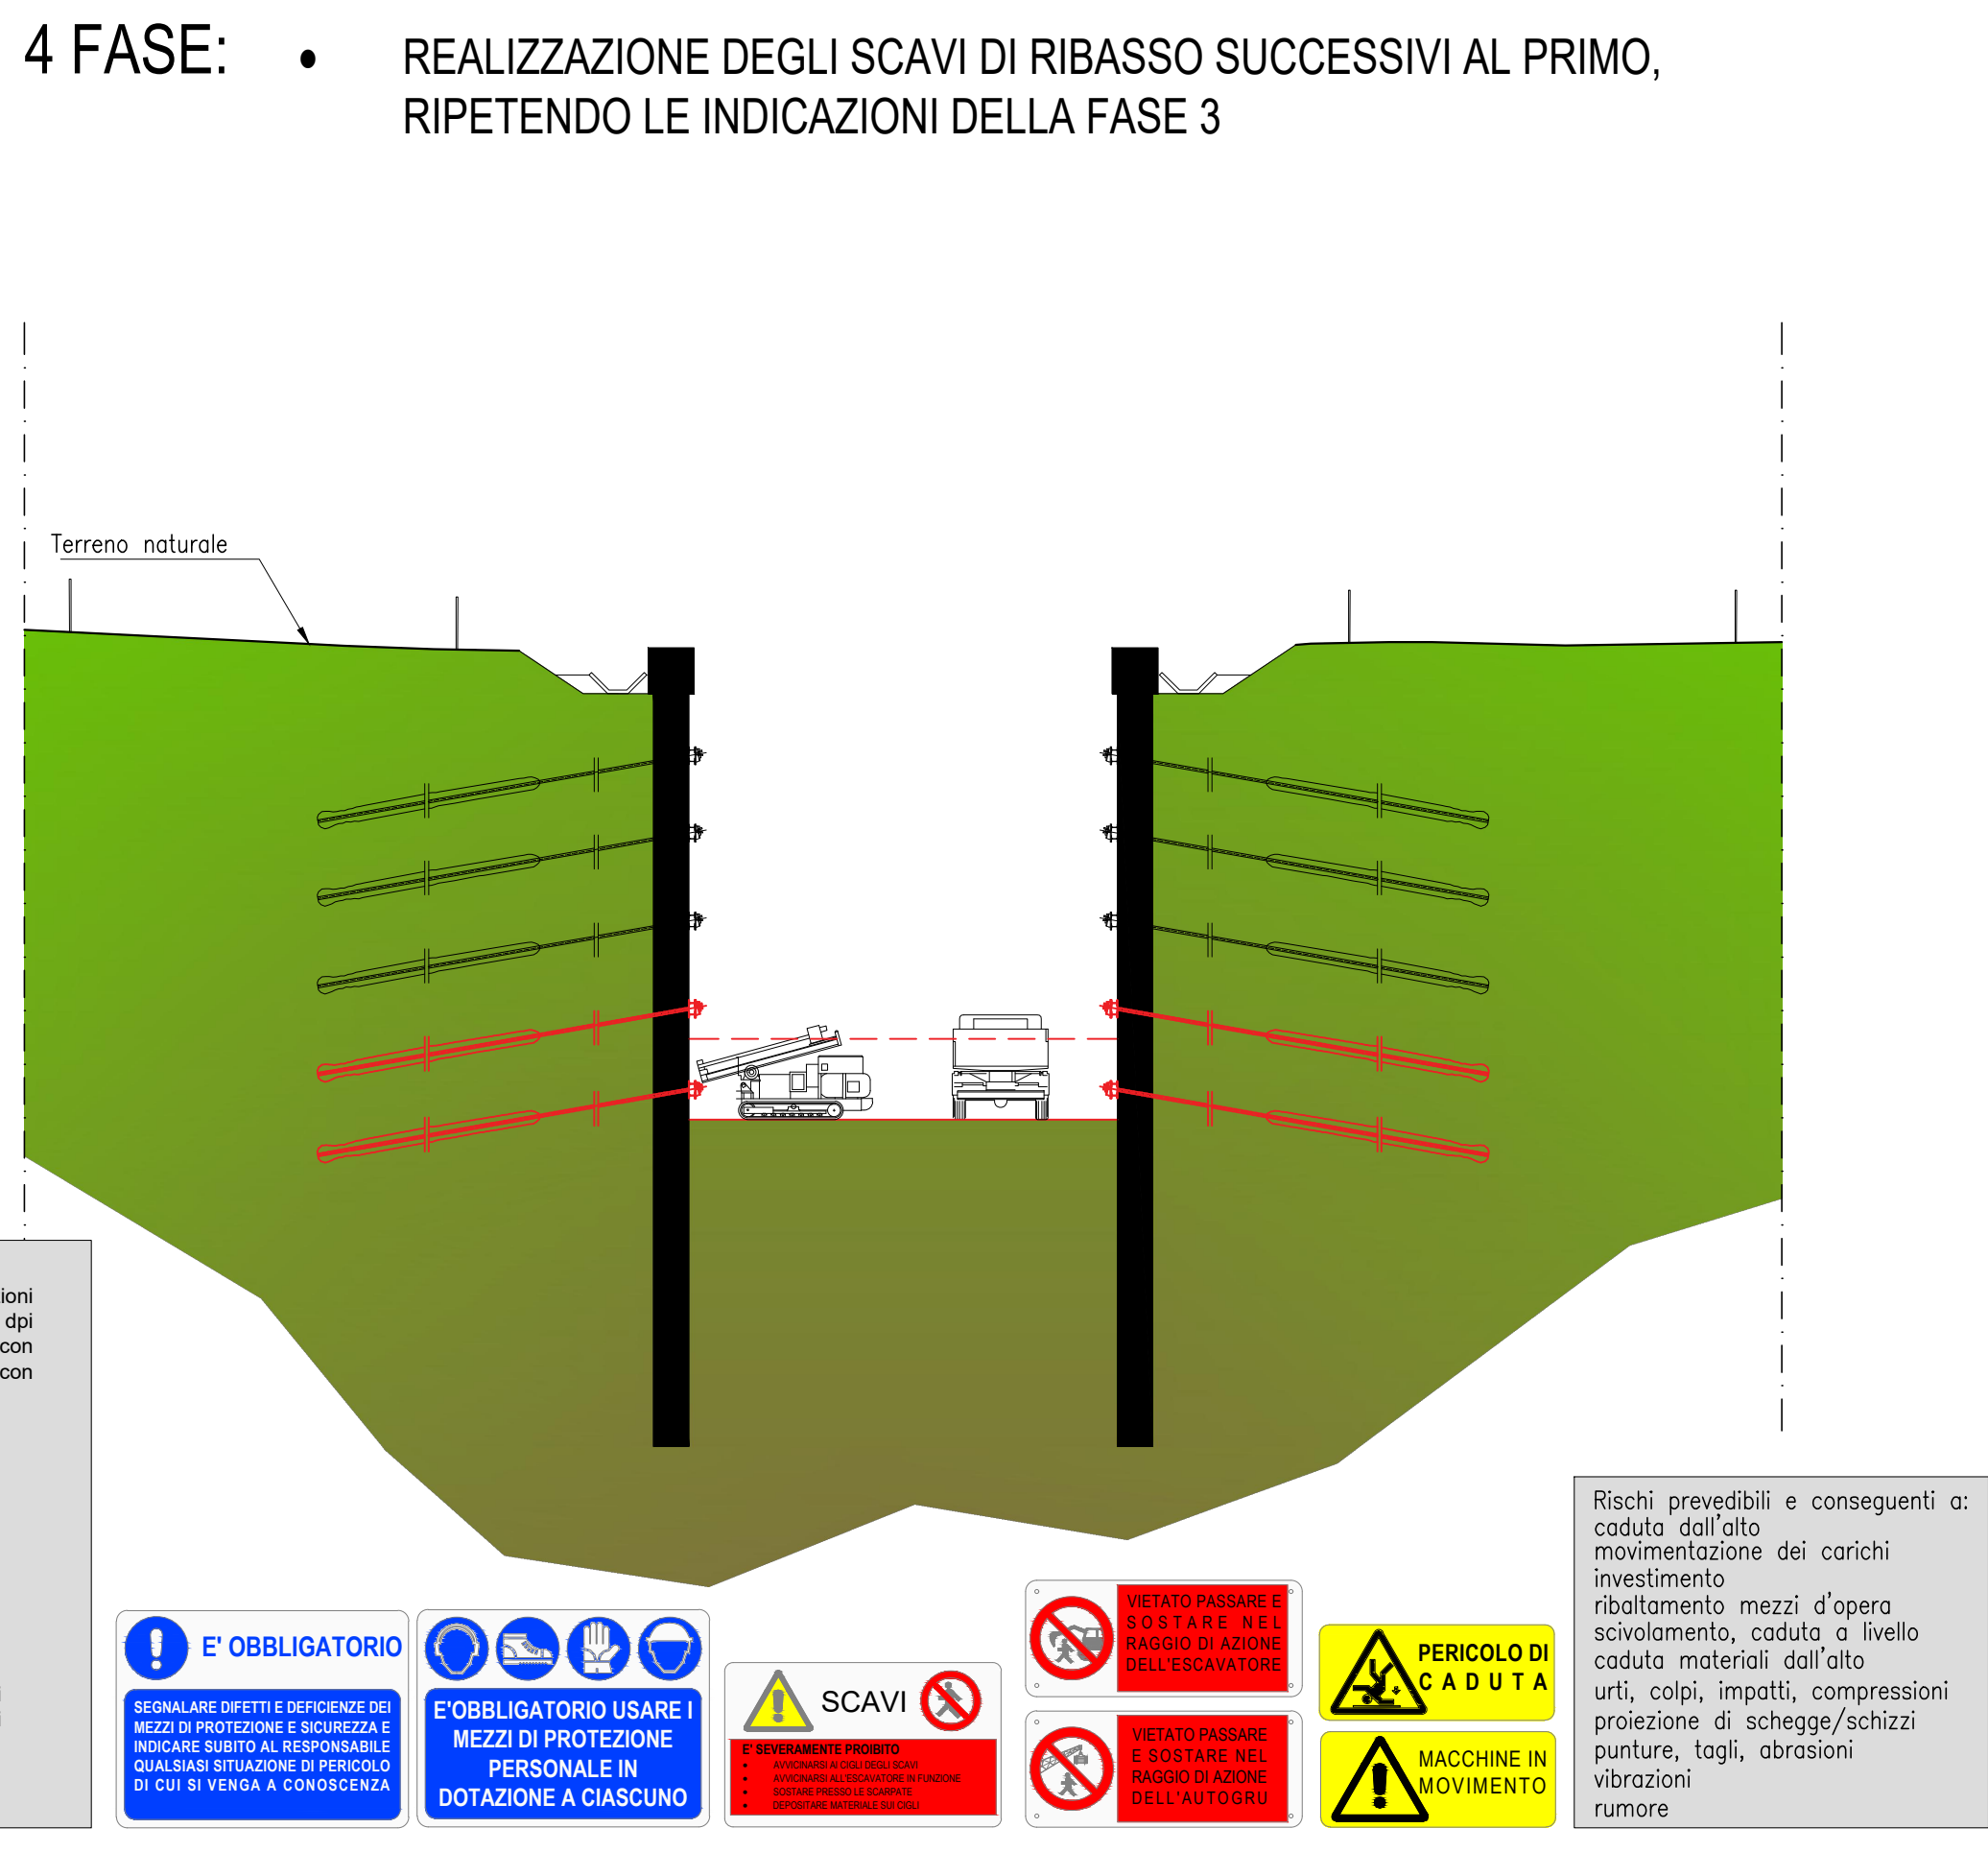 4 FASE: • REALIZZAZIONE DEGLI SCAVI DI RIBASSO SUCCESSIVI AL PRIMO,
RIPETENDO LE INDICAZIONI DELLA FASE 3
Terreno naturale
ioni
dpi
con
con
i
i
E' OBBLIGATORIO
SEGNALARE DIFETTI E DEFICIENZE DEI
MEZZI DI PROTEZIONE E SICUREZZA E
INDICARE SUBITO AL RESPONSABILE
QUALSIASI SITUAZIONE DI PERICOLO
DI CUI SI VENGA A CONOSCENZA
E'OBBLIGATORIO USARE I
MEZZI DI PROTEZIONE
PERSONALE IN
DOTAZIONE A CIASCUNO
SCAVI
E' SEVERAMENTE PROIBITO
• AVVICINARSI AI CIGLI DEGLI SCAVI
• AVVICINARSI ALL'ESCAVATORE IN FUNZIONE
• SOSTARE PRESSO LE SCARPATE
• DEPOSITARE MATERIALE SUI CIGLI
VIETATO PASSARE E
SOSTARE NEL
RAGGIO DI AZIONE
DELL'ESCAVATORE
VIETATO PASSARE
E SOSTARE NEL
RAGGIO DI AZIONE
DELL'AUTOGRU
PERICOLO DI
CADUTA
MACCHINE IN
MOVIMENTO
Rischi prevedibili e conseguenti a:
caduta dall'alto
movimentazione dei carichi
investimento
ribaltamento mezzi d'opera
scivolamento, caduta a livello
caduta materiali dall'alto
urti, colpi, impatti, compressioni
proiezione di schegge/schizzi
punture, tagli, abrasioni
vibrazioni
rumore